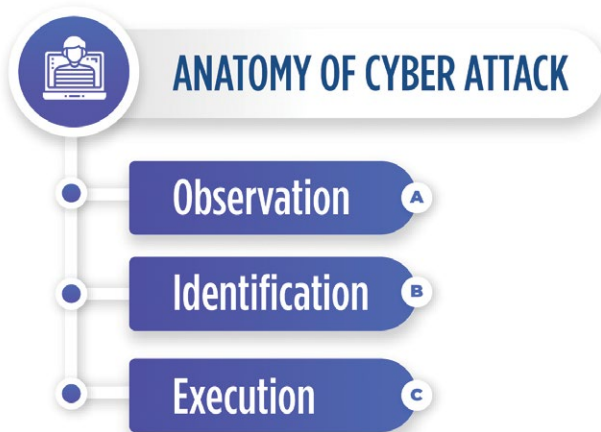 ANATOMY OF CYBER ATTACK
Observation A
Identification B
Execution C